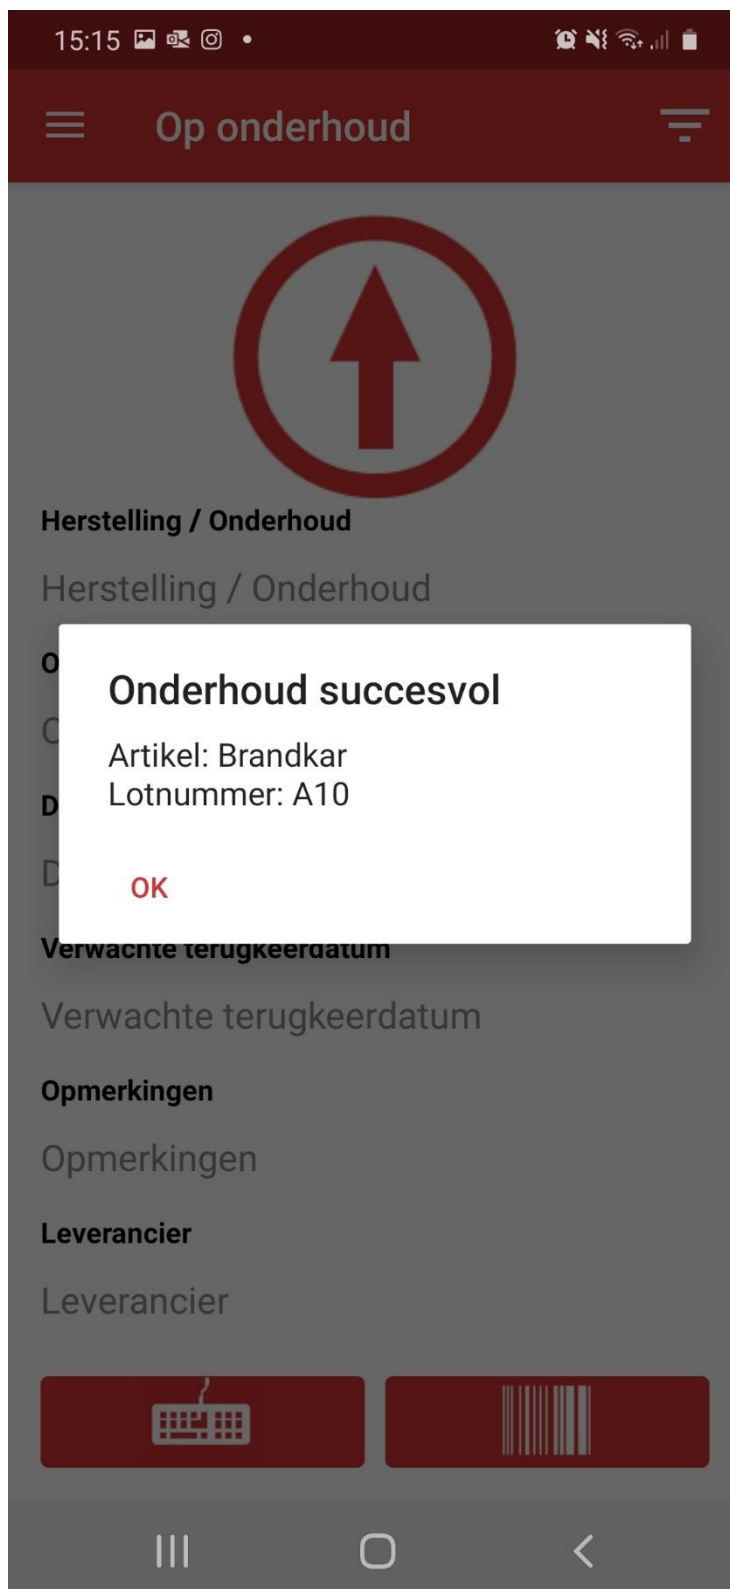 15:15
Op onderhoud
Herstelling / Onderhoud
Herstelling / Onderhoud
O
O
Onderhoud succesvol
Artikel: Brandkar
Lotnummer: A10
D
D
OK
Verwachte terugkeerdatum
Verwachte terugkeerdatum
Opmerkingen
Opmerkingen
Leverancier
Leverancier